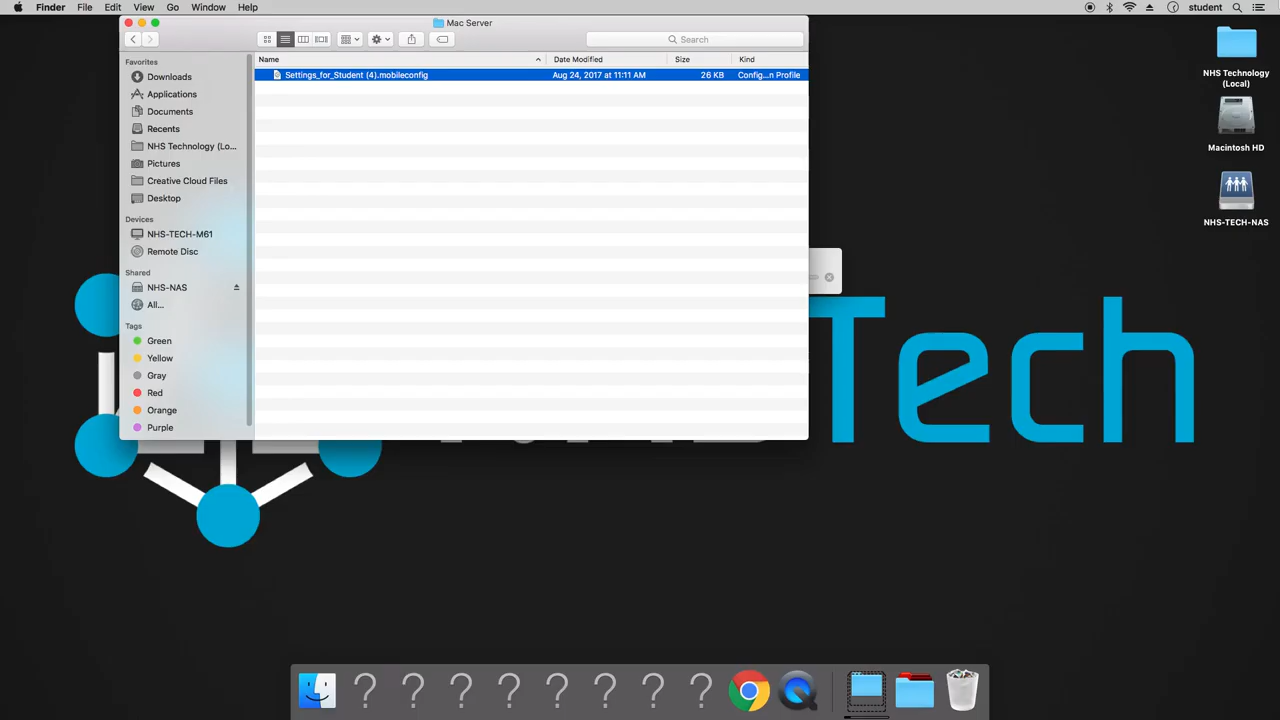 Finder File Edit View Go Window Help student
Mac Server
Search
Name Date Modified Size Kind
Settings_for_Student (4).mobileconfig Aug 24, 2017 at 11:11 AM 26 KB Config...n Profile
Favorites
Downloads
Applications
Documents
Recents
NHS Technology (Lo...
Pictures
Creative Cloud Files
Desktop
Devices
NHS-TECH-M61
Remote Disc
Shared
NHS-NAS
All...
Tags
Green
Yellow
Gray
Red
Orange
Purple
NHS Technology
(Local)
Macintosh HD
NHS-TECH-NAS
Tech